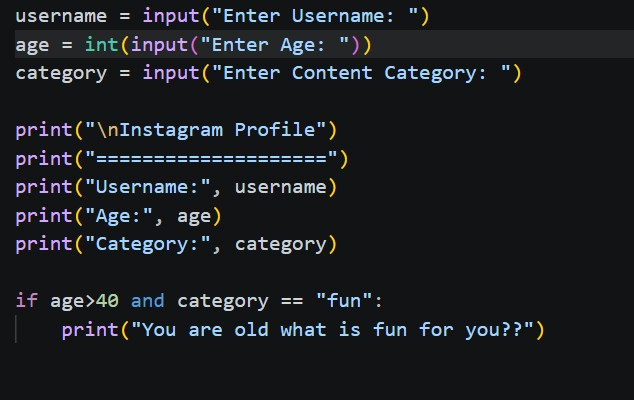 username = input("Enter Username: ")
age = int(input("Enter Age: "))
category = input("Enter Content Category: ")
print("\nInstagram Profile")
print("=====================")
print("Username:", username)
print("Age:", age)
print("Category:", category)
if age>40 and category == "fun":
    print("You are old what is fun for you??")